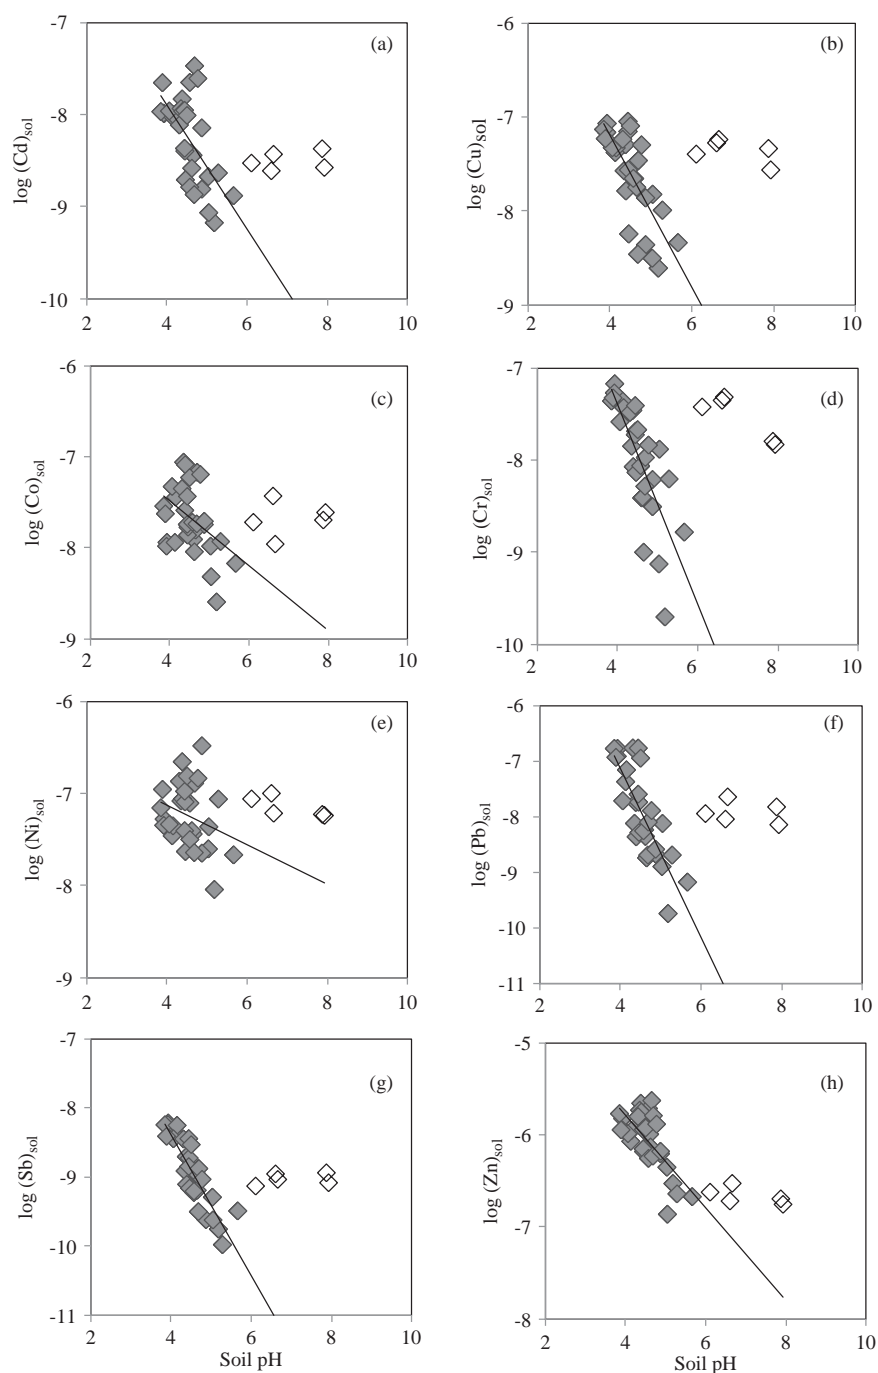 -7
(a)
-8
log (Cd)sol
-9
-10
2 4 6 8 10
-6
(b)
-7
log (Cu)sol
-8
-9
2 4 6 8 10
-6
(c)
-7
log (Co)sol
-8
-9
2 4 6 8 10
-7
(d)
-8
log (Cr)sol
-9
-10
2 4 6 8 10
-6
(e)
-7
log (Ni)sol
-8
-9
2 4 6 8 10
-6
(f)
-7
-8
log (Pb)sol
-9
-10
-11
2 4 6 8 10
-7
(g)
-8
log (Sb)sol
-9
-10
-11
2 4 6 8 10
Soil pH
-5
(h)
-6
log (Zn)sol
-7
-8
2 4 6 8 10
Soil pH